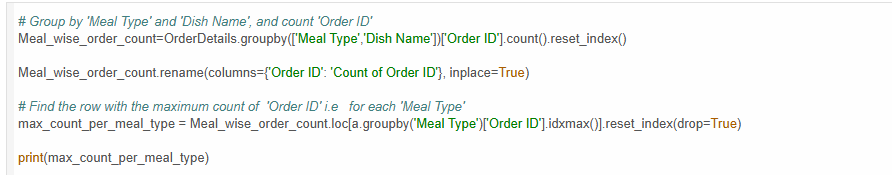 # Group by 'Meal Type' and 'Dish Name', and count 'Order ID'
Meal_wise_order_count=OrderDetails.groupby(['Meal Type','Dish Name'])['Order ID'].count().reset_index()
Meal_wise_order_count.rename(columns={'Order ID': 'Count of Order ID'}, inplace=True)
# Find the row with the maximum count of  'Order ID' i.e   for each 'Meal Type'
max_count_per_meal_type = Meal_wise_order_count.loc[a.groupby('Meal Type')['Order ID'].idxmax()].reset_index(drop=True)
print(max_count_per_meal_type)